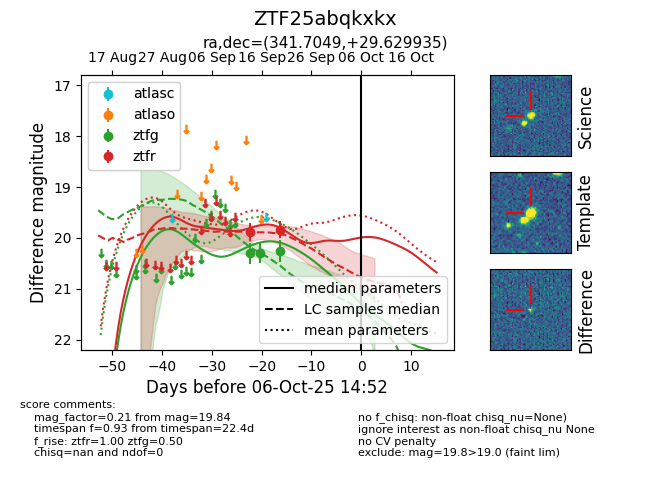 ZTF25abqkxkx
ra,dec=(341.7049,+29.629935)
17 Aug 27 Aug 06 Sep 16 Sep 26 Sep 06 Oct 16 Oct
17
18
19
20
21
22
Difference magnitude
atlasc
atlaso
ztfg
ztfr
median parameters
LC samples median
mean parameters
−50 −40 −30 −20 −10 0 10
Days before 06-Oct-25 14:52
Science
Template
Difference
score comments:
mag_factor=0.21 from mag=19.84
timespan f=0.93 from timespan=22.4d
f_rise: ztfr=1.00 ztfg=0.50
chisq=nan and ndof=0
no f_chisq: non-float chisq_nu=None)
ignore interest as non-float chisq_nu None
no CV penalty
exclude: mag=19.8>19.0 (faint lim)